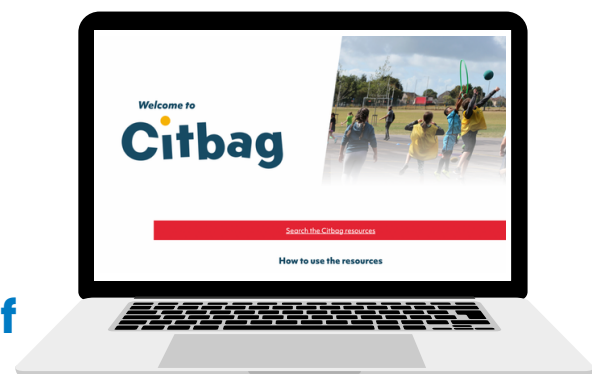 Welcome to
Citbag
Search the Citbag resources
How to use the resources
f